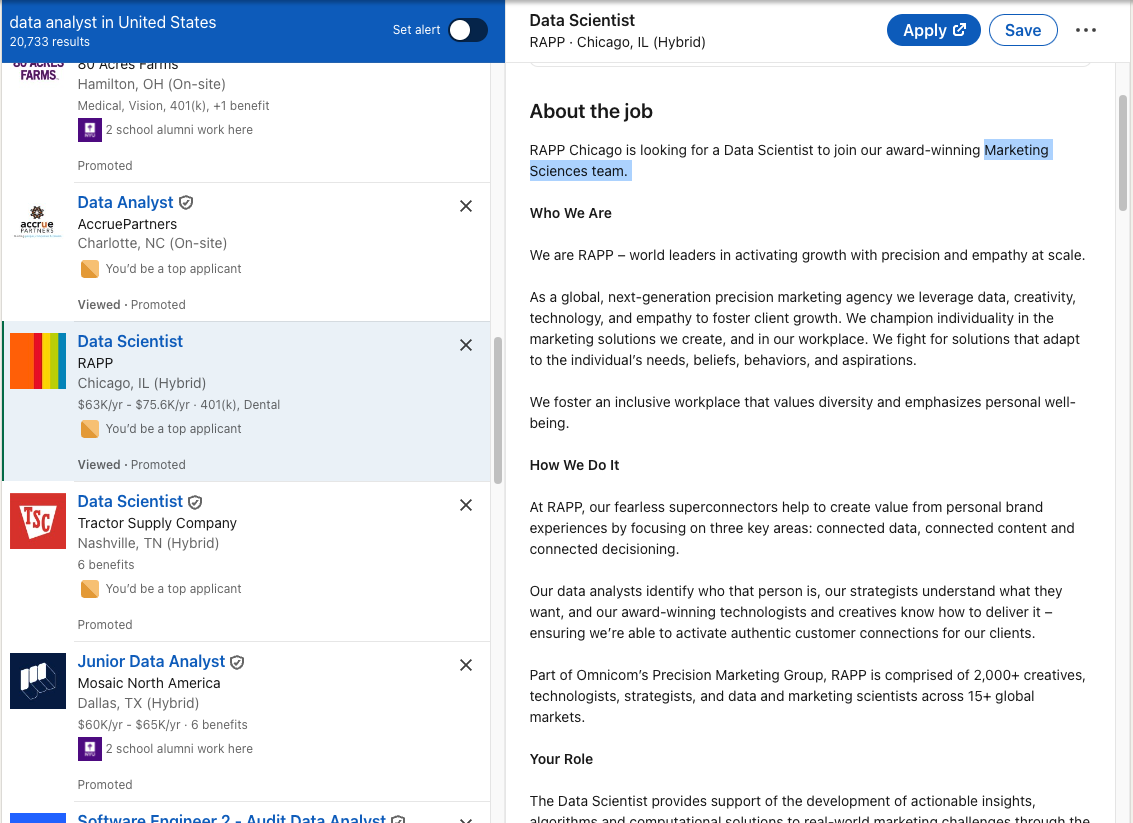 data analyst in United States
20,733 results
Set alert
80 ACRES
FARMS.
80 Acres Farms
Hamilton, OH (On-site)
Medical, Vision, 401(k), +1 benefit
2 school alumni work here
Promoted
accrue
PARTNERS
Data Analyst
AccruePartners
Charlotte, NC (On-site)
You'd be a top applicant
Viewed · Promoted
Data Scientist
RAPP
Chicago, IL (Hybrid)
$63K/yr - $75.6K/yr · 401(k), Dental
You'd be a top applicant
Viewed · Promoted
TSC
Data Scientist
Tractor Supply Company
Nashville, TN (Hybrid)
6 benefits
You'd be a top applicant
Promoted
Junior Data Analyst
Mosaic North America
Dallas, TX (Hybrid)
$60K/yr - $65K/yr · 6 benefits
2 school alumni work here
Promoted
Software Engineer 2 - Audit Data Analyst
Data Scientist
RAPP · Chicago, IL (Hybrid)
Apply
Save
About the job
RAPP Chicago is looking for a Data Scientist to join our award-winning Marketing
Sciences team.
Who We Are
We are RAPP – world leaders in activating growth with precision and empathy at scale.
As a global, next-generation precision marketing agency we leverage data, creativity,
technology, and empathy to foster client growth. We champion individuality in the
marketing solutions we create, and in our workplace. We fight for solutions that adapt
to the individual's needs, beliefs, behaviors, and aspirations.
We foster an inclusive workplace that values diversity and emphasizes personal well-
being.
How We Do It
At RAPP, our fearless superconnectors help to create value from personal brand
experiences by focusing on three key areas: connected data, connected content and
connected decisioning.
Our data analysts identify who that person is, our strategists understand what they
want, and our award-winning technologists and creatives know how to deliver it –
ensuring we're able to activate authentic customer connections for our clients.
Part of Omnicom's Precision Marketing Group, RAPP is comprised of 2,000+ creatives,
technologists, strategists, and data and marketing scientists across 15+ global
markets.
Your Role
The Data Scientist provides support of the development of actionable insights,
algorithms and computational solutions to real-world marketing challenges through the